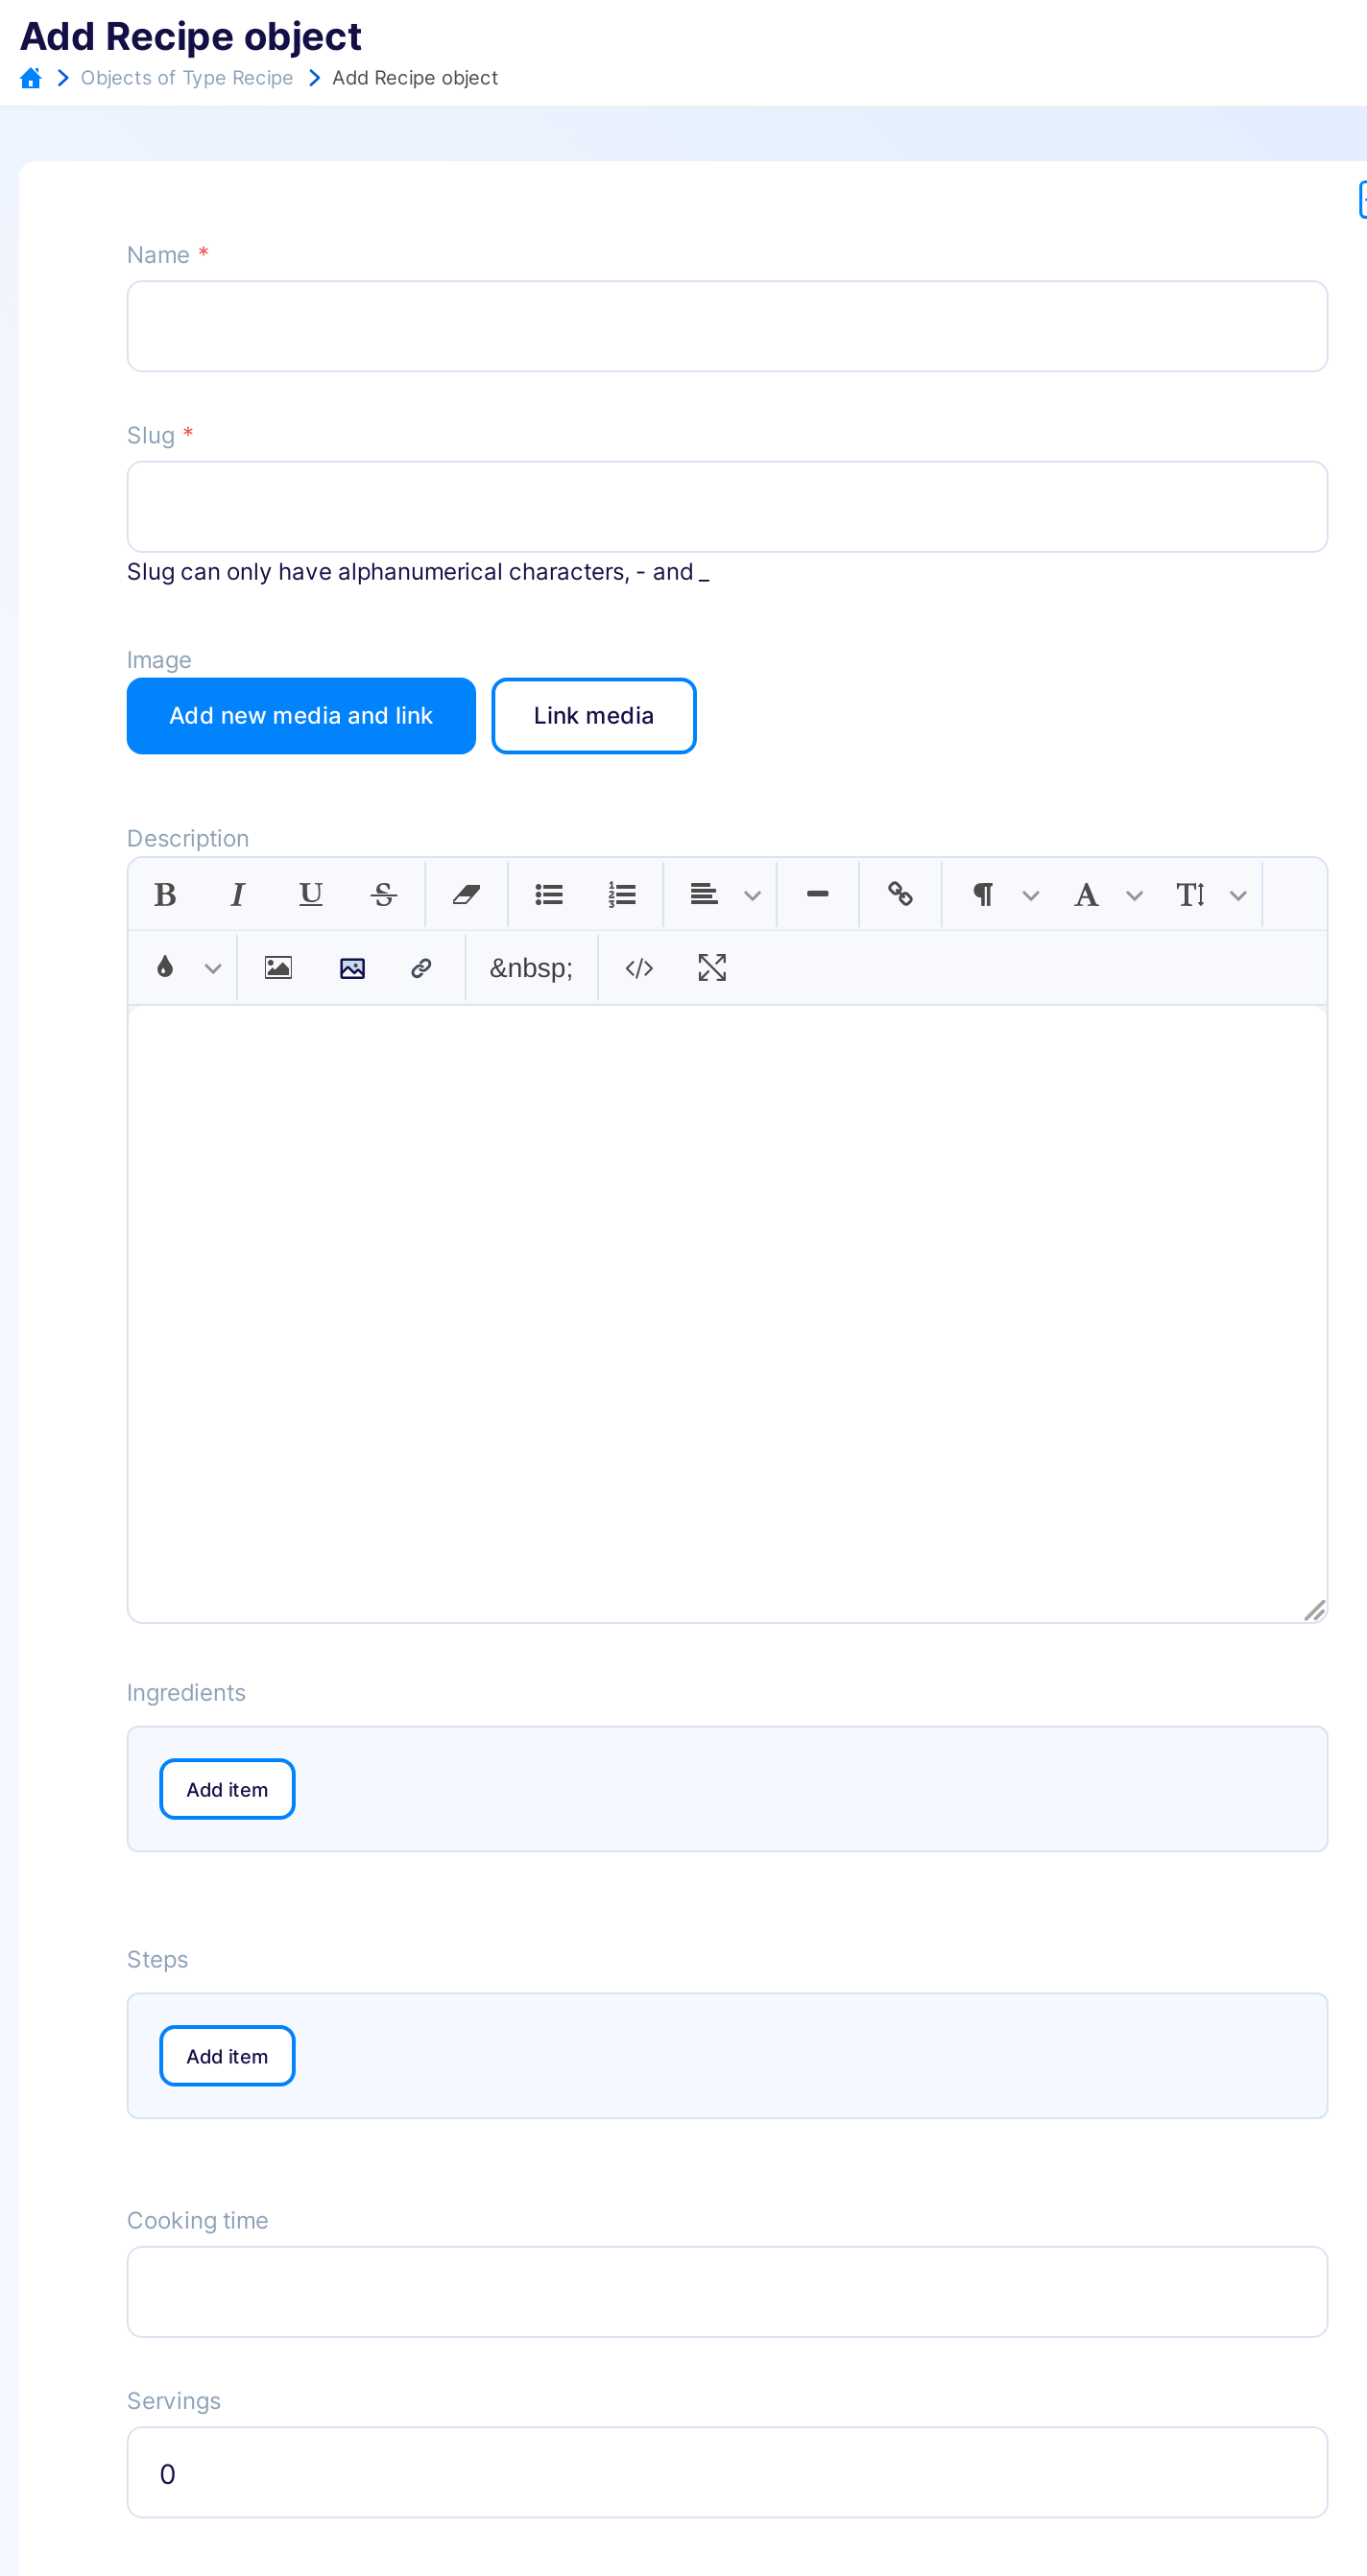 Add Recipe object
Objects of Type Recipe Add Recipe object
Name *
Slug *
Slug can only have alphanumerical characters, - and _
Image
Add new media and link Link media
Description
&nbsp;
Ingredients
Add item
Steps
Add item
Cooking time
Servings
0